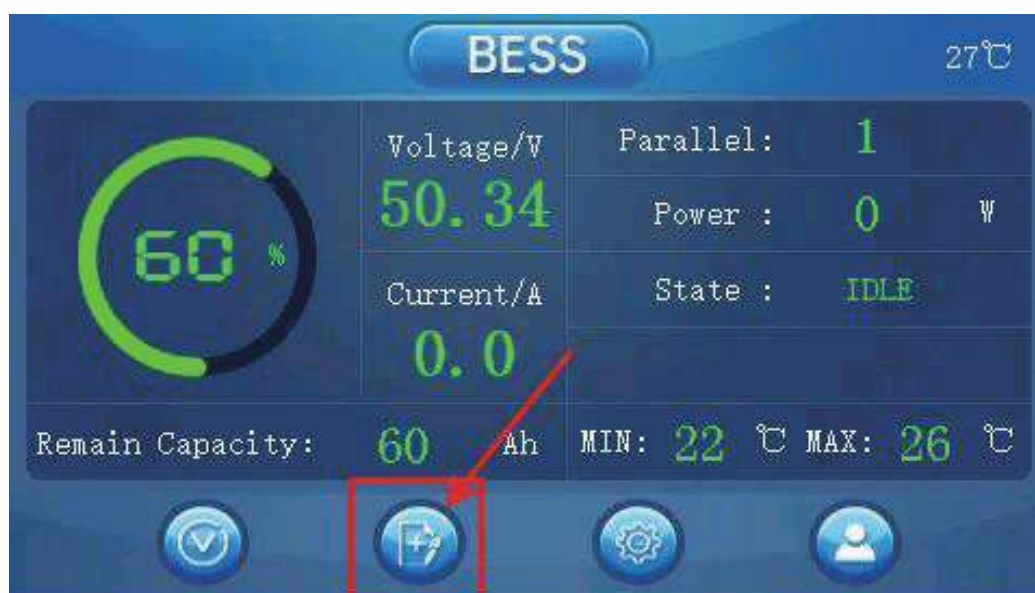 BESS
27℃
60 %
Voltage/V
50.34
Current/A
0.0
Parallel: 1
Power : 0 W
State : IDLE
Remain Capacity: 60 Ah
MIN: 22 ℃ MAX: 26 ℃